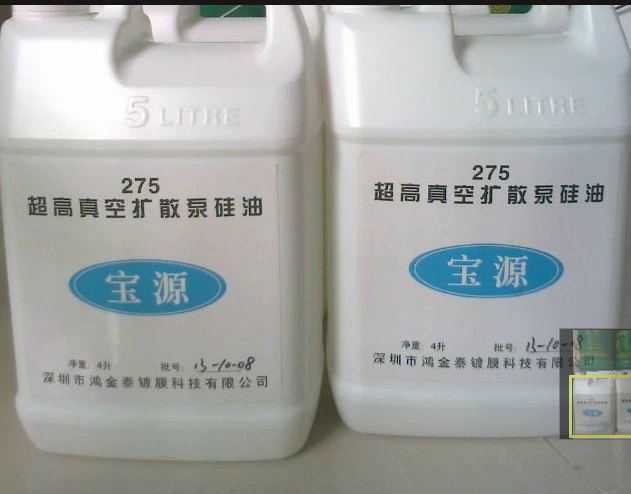 5 LITRE
275
超高真空扩散泵硅油
宝源
净重:4升 批号:13-10-08
深圳市鸿金泰镀膜科技有限公司
5 LITRE
275
超高真空扩散泵硅油
宝源
净重:4升 批号:13-10-08
深圳市鸿金泰镀膜科技有限公司